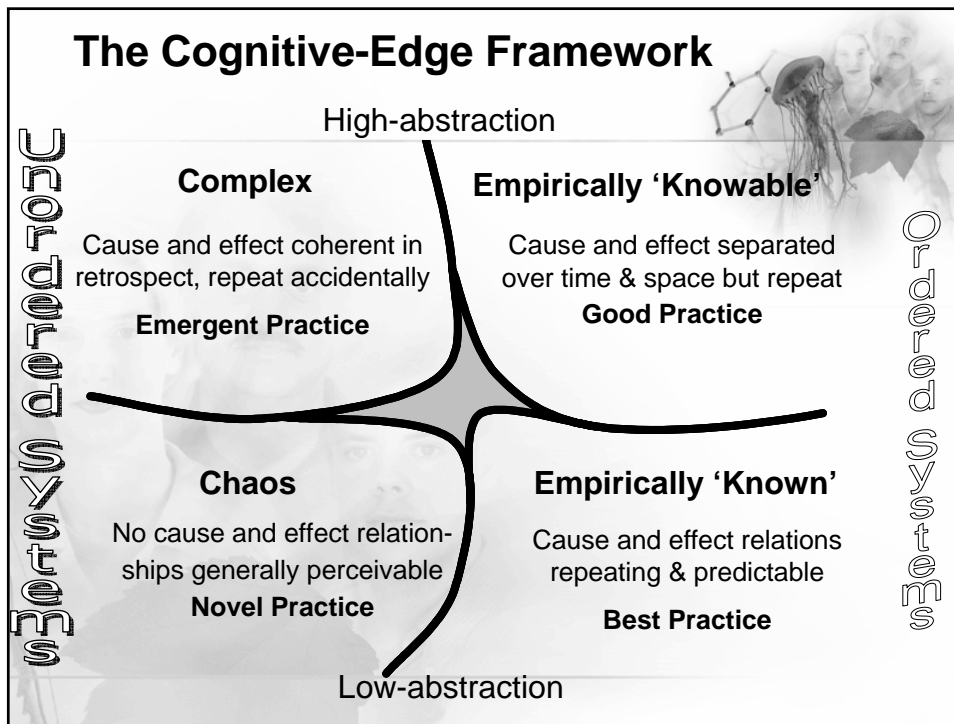 The Cognitive-Edge Framework
High-abstraction
Unordered Systems
Complex
Cause and effect coherent in
retrospect, repeat accidentally
Emergent Practice
Empirically ‘Knowable’
Cause and effect separated
over time & space but repeat
Good Practice
Ordered Systems
Chaos
No cause and effect relation-
ships generally perceivable
Novel Practice
Empirically ‘Known’
Cause and effect relations
repeating & predictable
Best Practice
Low-abstraction